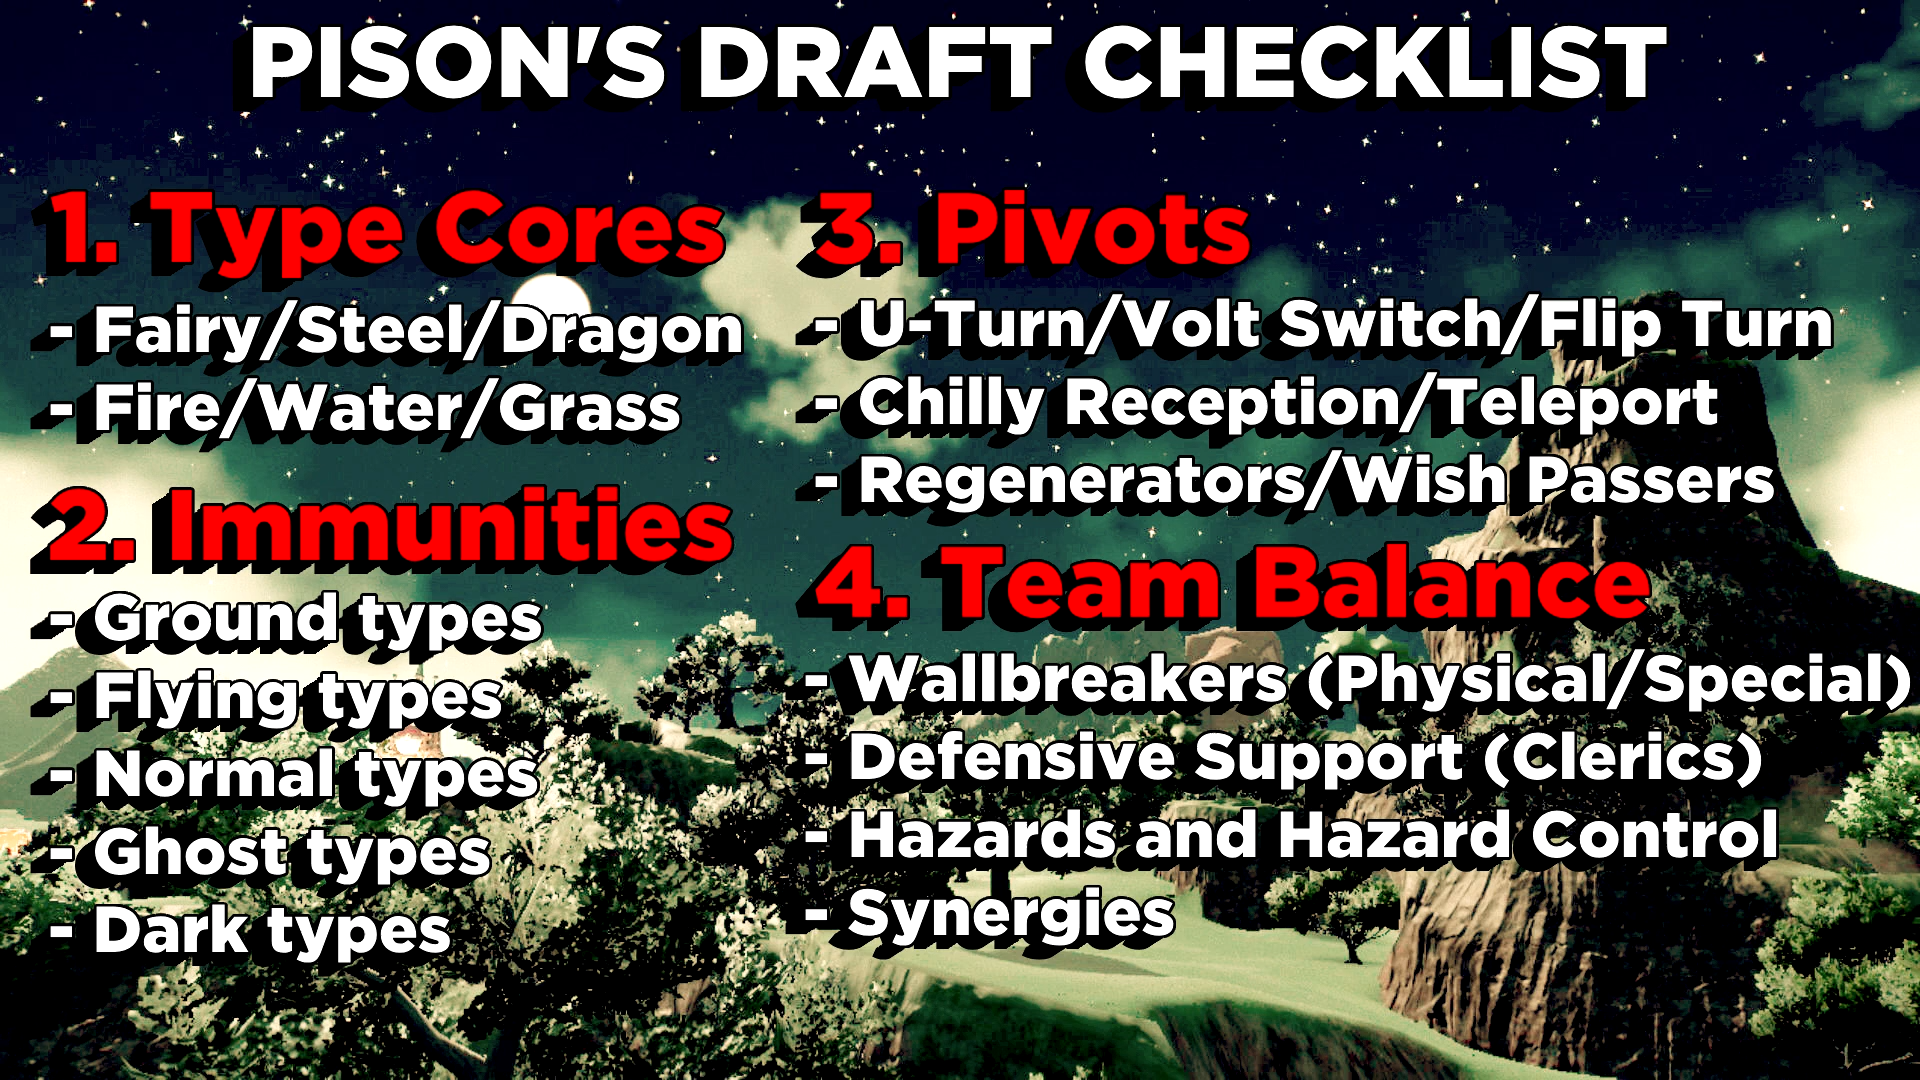 PISON'S DRAFT CHECKLIST
1. Type Cores
- Fairy/Steel/Dragon
- Fire/Water/Grass
2. Immunities
- Ground types
- Flying types
- Normal types
- Ghost types
- Dark types
3. Pivots
- U-Turn/Volt Switch/Flip Turn
- Chilly Reception/Teleport
- Regenerators/Wish Passers
4. Team Balance
- Wallbreakers (Physical/Special)
- Defensive Support (Clerics)
- Hazards and Hazard Control
- Synergies